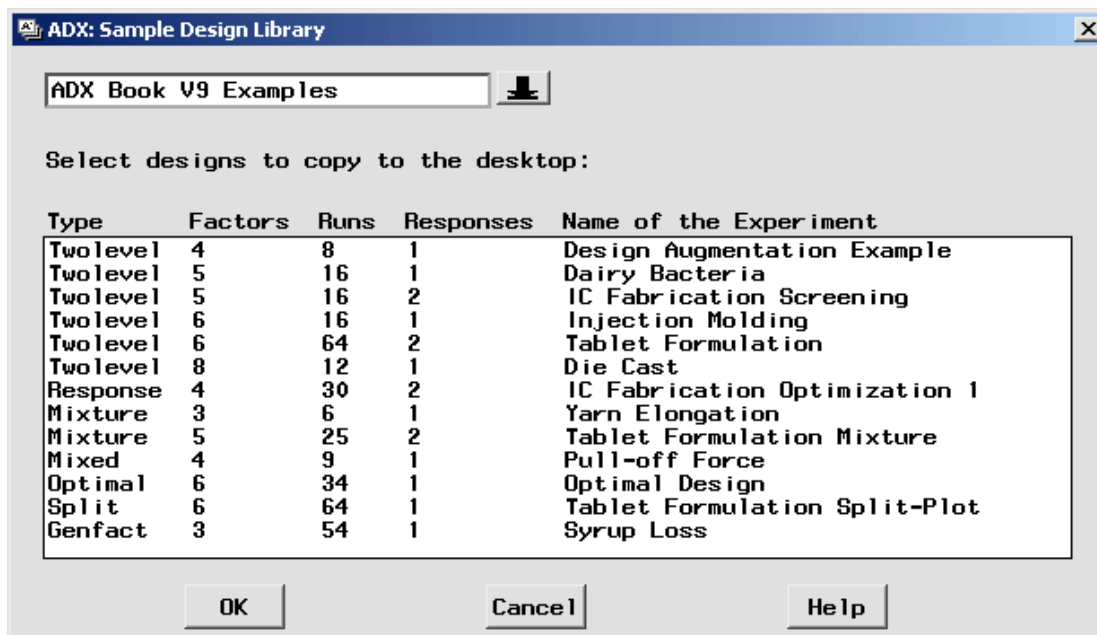 ADX: Sample Design Library
ADX Book V9 Examples
Select designs to copy to the desktop:
Type Factors Runs Responses Name of the Experiment
Twolevel 4 8 1 Design Augmentation Example
Twolevel 5 16 1 Dairy Bacteria
Twolevel 5 16 2 IC Fabrication Screening
Twolevel 6 16 1 Injection Molding
Twolevel 6 64 2 Tablet Formulation
Twolevel 8 12 1 Die Cast
Response 4 30 2 IC Fabrication Optimization 1
Mixture 3 6 1 Yarn Elongation
Mixture 5 25 2 Tablet Formulation Mixture
Mixed 4 9 1 Pull-off Force
Optimal 6 34 1 Optimal Design
Split 6 64 1 Tablet Formulation Split-Plot
Genfact 3 54 1 Syrup Loss
OK Cancel Help